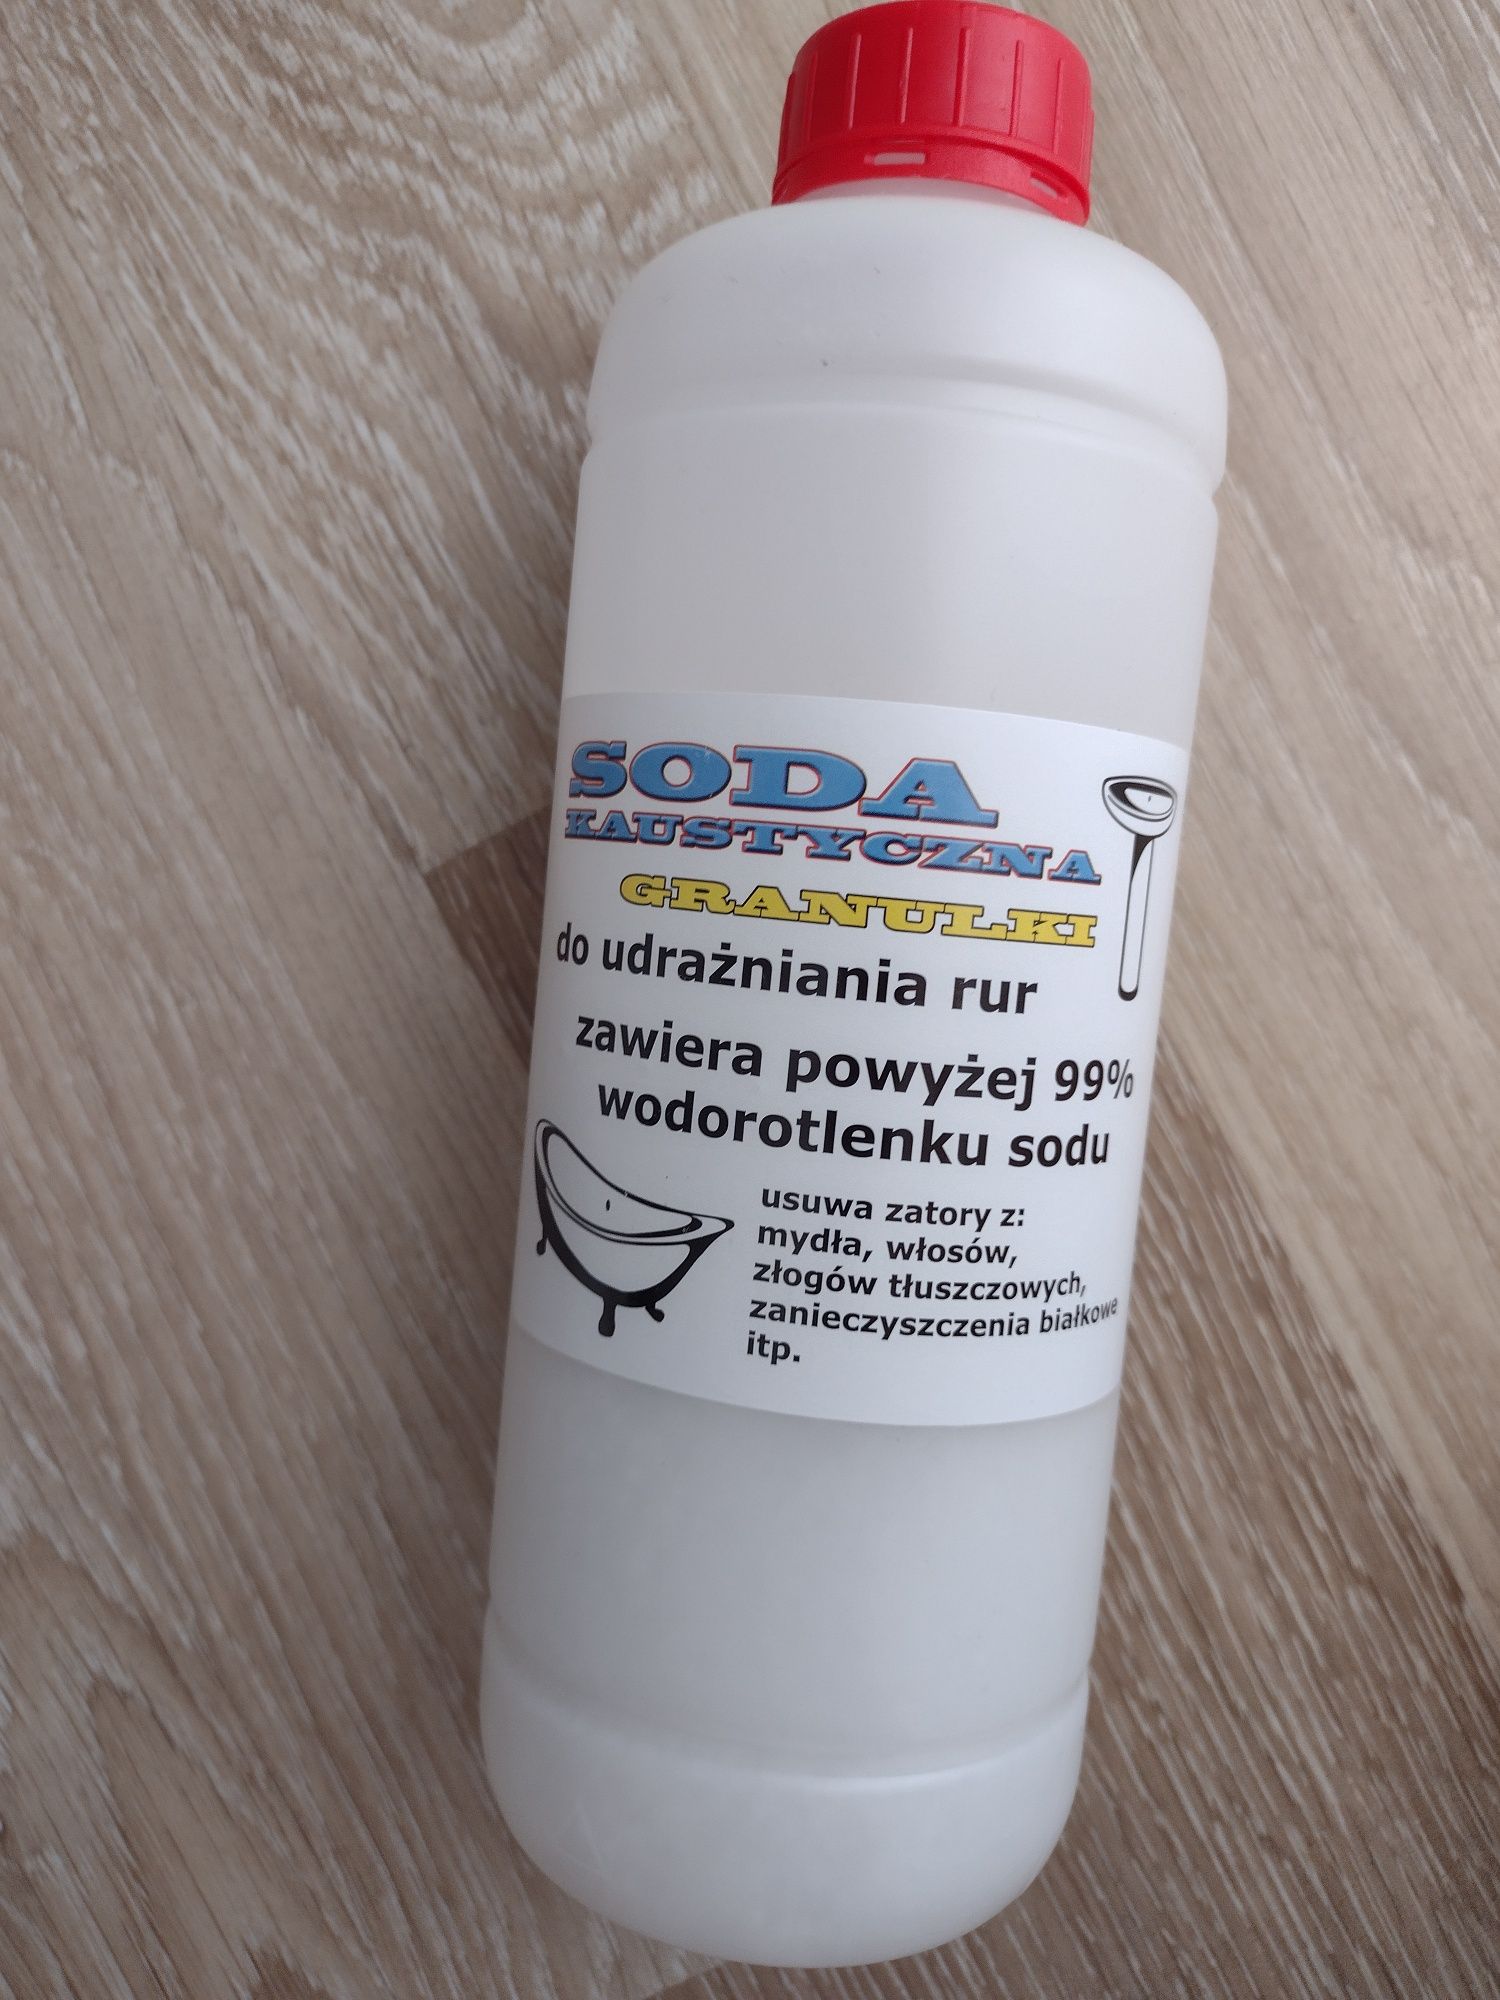 SODA
KAUSTYCZNA
GRANULKI
do udrażniania rur
zawiera powyżej 99%
wodorotlenku sodu
usuwa zatory z:
mydła, włosów,
złogów tłuszczowych,
zanieczyszczenia białkowe
itp.